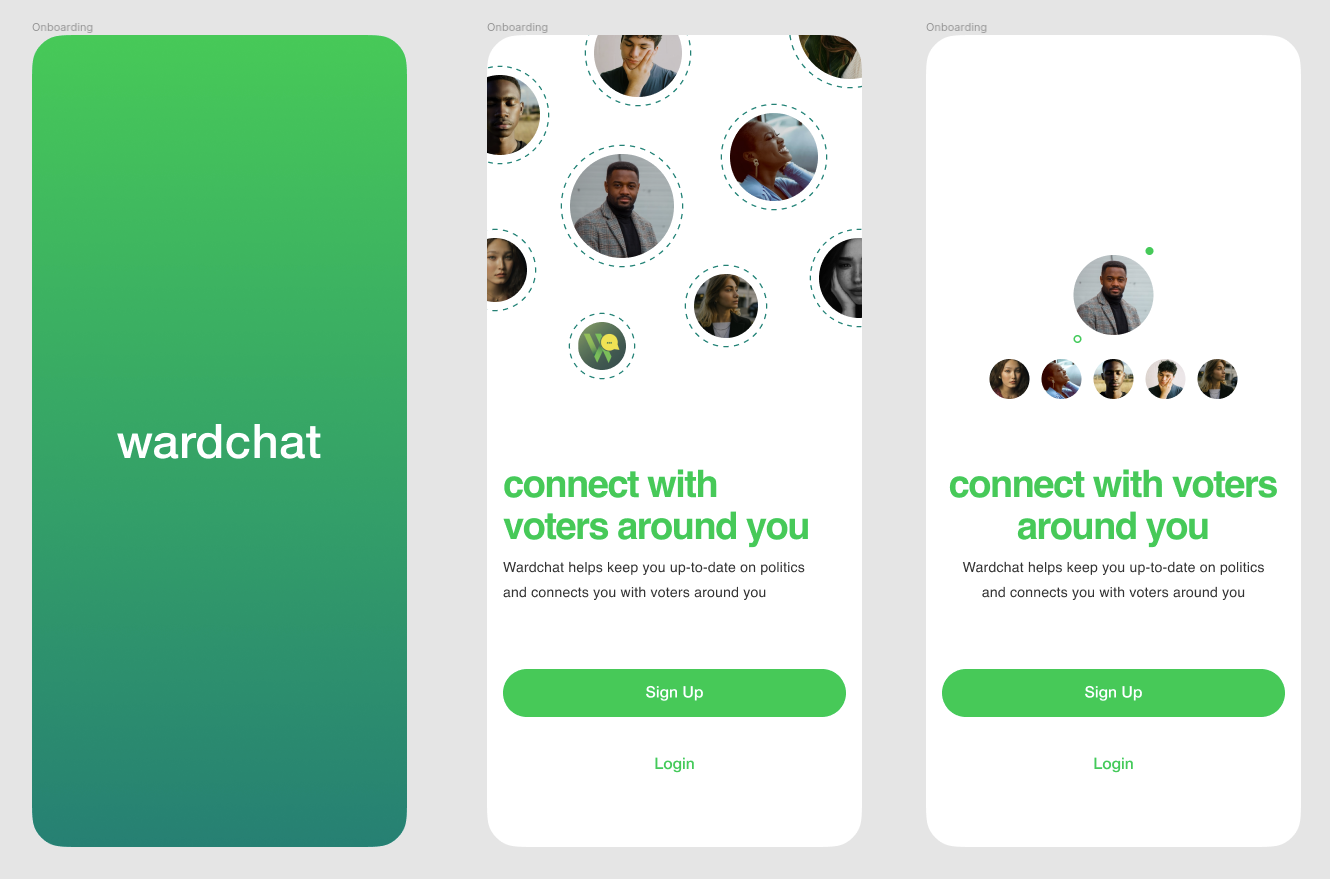 Onboarding
wardchat
Onboarding
connect with
voters around you
Wardchat helps keep you up-to-date on politics
and connects you with voters around you
Sign Up
Login
Onboarding
connect with voters
around you
Wardchat helps keep you up-to-date on politics
and connects you with voters around you
Sign Up
Login